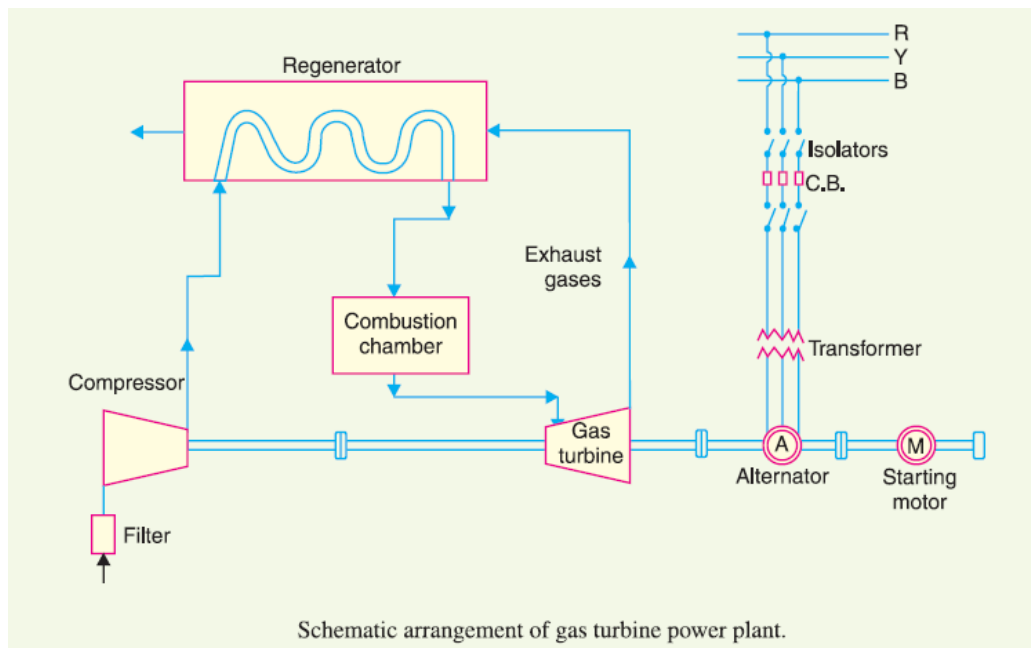 R
Y
B
Regenerator
Isolators
C.B.
Exhaust
gases
Combustion
chamber
Transformer
Compressor
Gas
turbine
A
M
Alternator
Starting
motor
Filter
Schematic arrangement of gas turbine power plant.